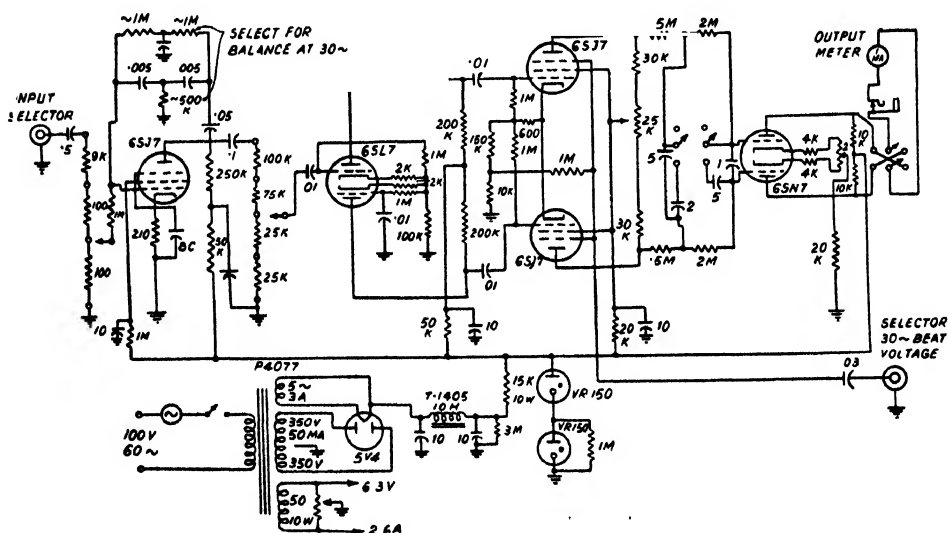 ~1M
~1M
SELECT FOR
BALANCE AT 30~
.005
005
~500
K
.05
NPUT
SELECTOR
.5
9K
100
1M
100
10
1M
6SJ7
210
8C
250K
50
K
.1
100K
75K
25K
25K
01
6SL7
2K
2K
1M
.01
1M
100K
200
K
200K
.01
01
50
K
10
150
K
10K
1M
600
1M
1M
6SJ7
6SJ7
5M
2M
30K
25
K
30
K
.6M
2M
5
2
1
5
20
K
10
6SN7
4K
4K
2
10
K
10K
20
K
OUTPUT
METER
MA
SELECTOR
30~ BEAT
VOLTAGE
03
P4077
5~
3A
350V
50MA
350V
50
10W
100V
60~
5V4
6 3V
2 6A
T-1405
10H
10
10
3M
15K
10W
VR150
VR150
1M